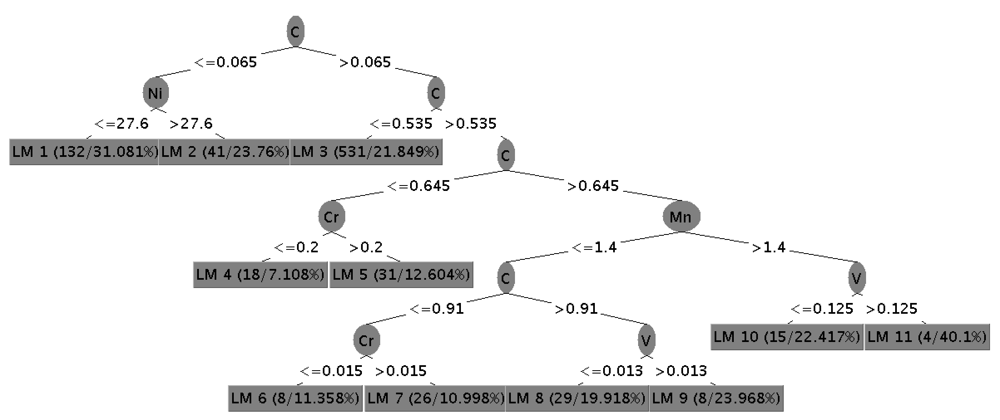 C
<=0.065 >0.065
Ni C
<=27.6 >27.6 <=0.535 >0.535
LM 1 (132/31.081%) LM 2 (41/23.76%) LM 3 (531/21.849%) C
<=0.645 >0.645
Cr Mn
<=0.2 >0.2 <=1.4 >1.4
LM 4 (18/7.108%) LM 5 (31/12.604%) C V
<=0.91 >0.91 <=0.125 >0.125
Cr V LM 10 (15/22.417%) LM 11 (4/40.1%)
<=0.015 >0.015 <=0.013 >0.013
LM 6 (8/11.358%) LM 7 (26/10.998%) LM 8 (29/19.918%) LM 9 (8/23.968%)